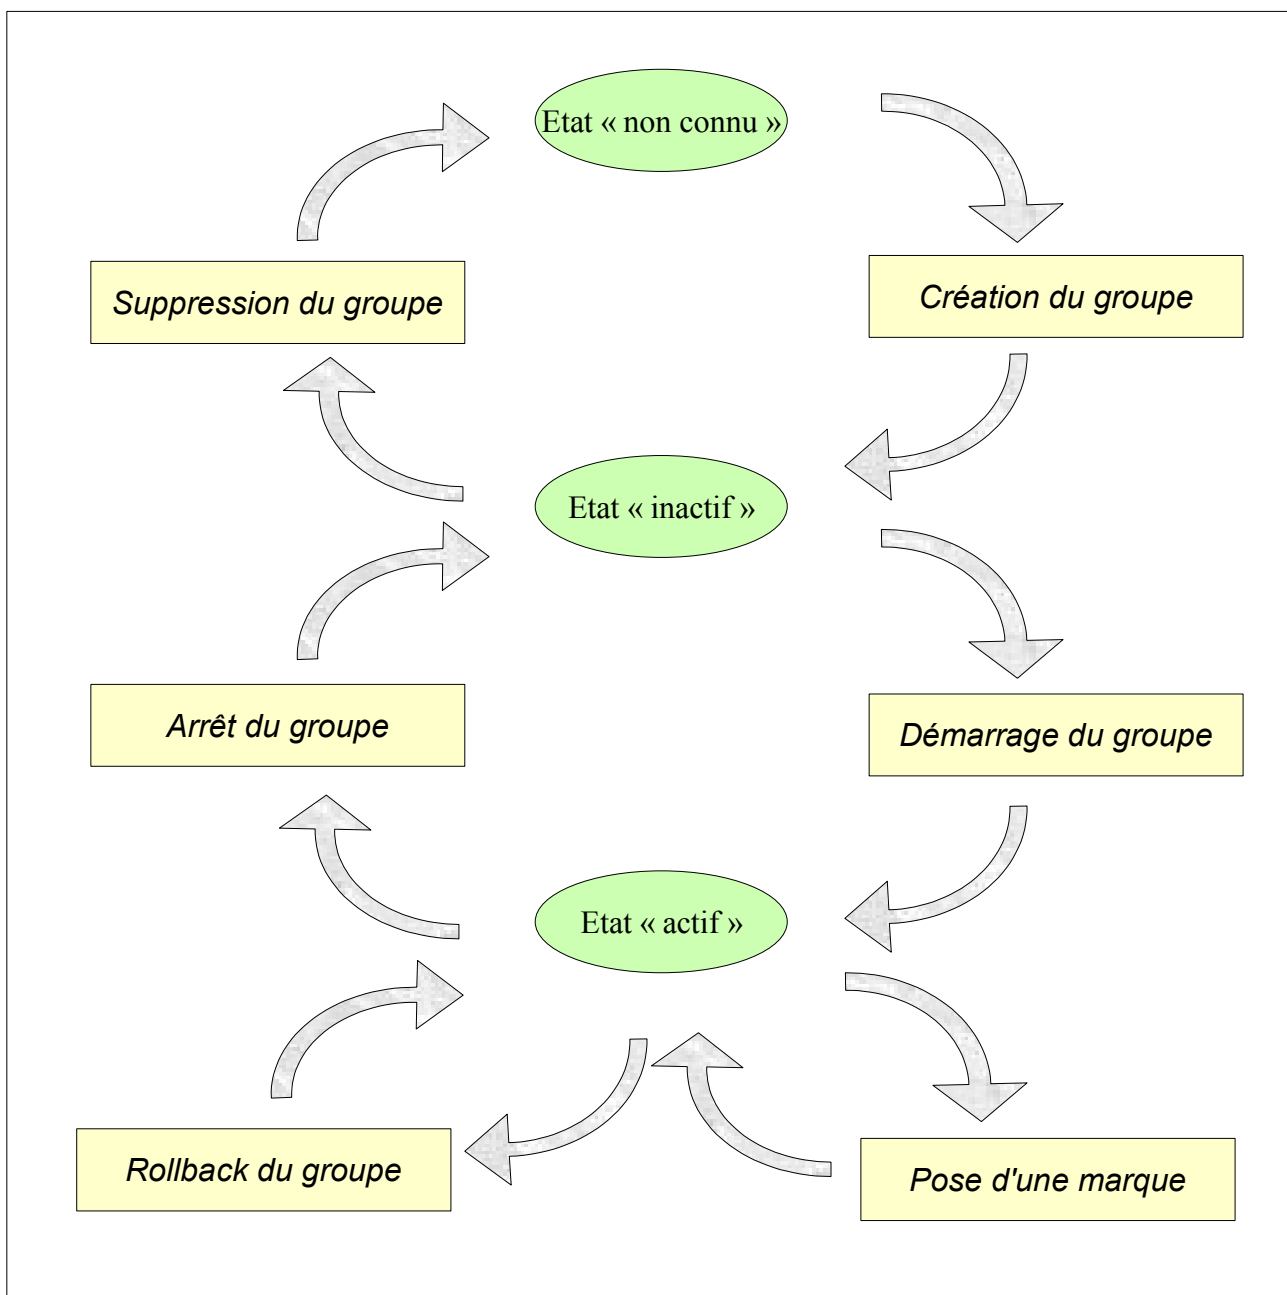 Etat « non connu »
Suppression du groupe
Création du groupe
Etat « inactif »
Arrêt du groupe
Démarrage du groupe
Etat « actif »
Rollback du groupe
Pose d'une marque